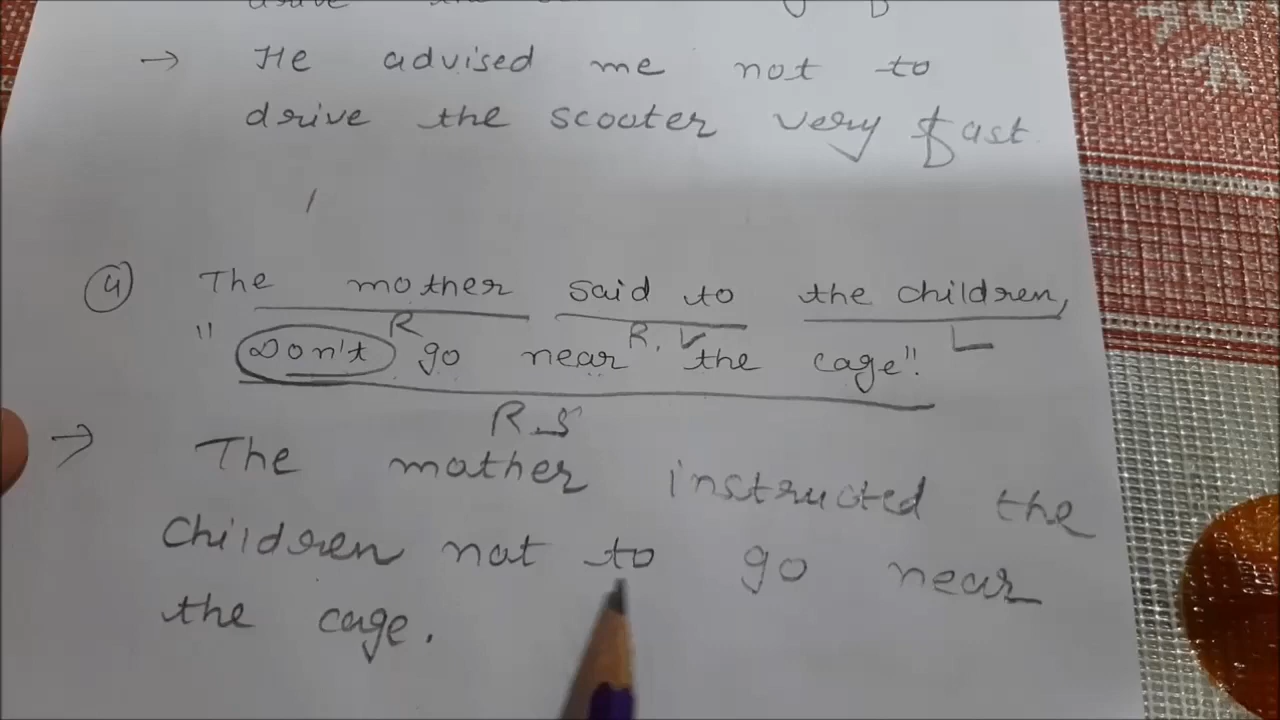 → He advised me not to
drive the scooter very fast.
④ The mother said to the children,
R R.V L
"Don't go near the cage".
R.S
→ The mother instructed the
children not to go near
the cage.